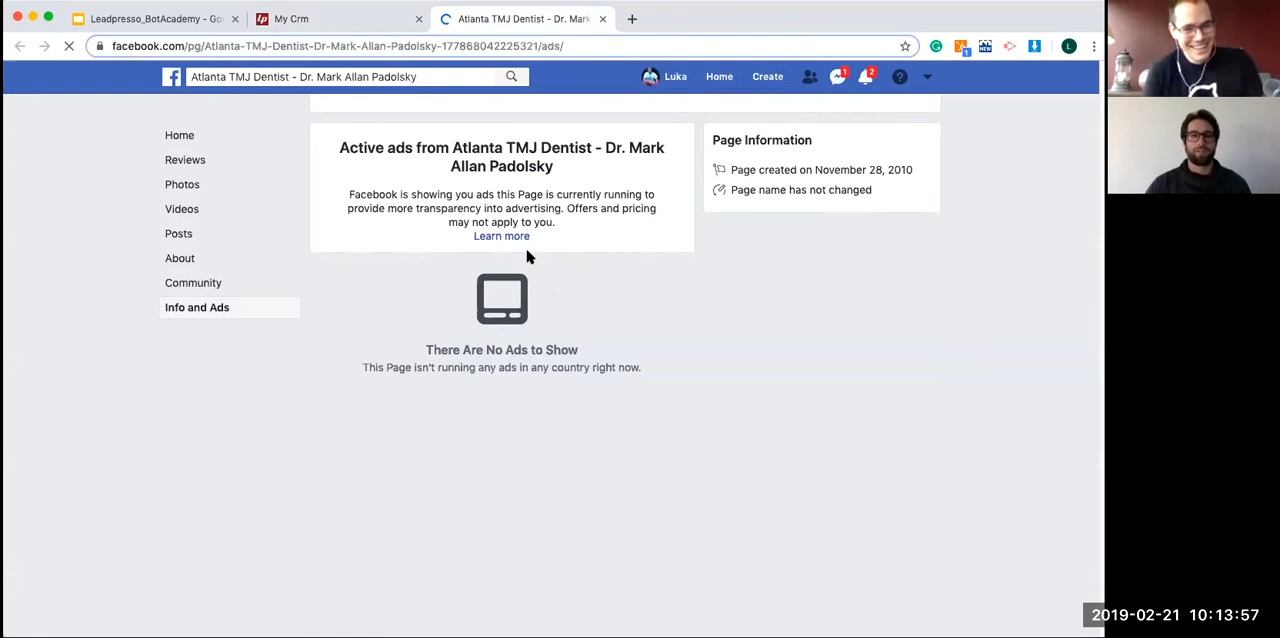 Leadpresso_BotAcademy - Go
My Crm
Atlanta TMJ Dentist - Dr. Mark
facebook.com/pg/Atlanta-TMJ-Dentist-Dr-Mark-Allan-Padolsky-177868042225321/ads/
NEW
1
L
Atlanta TMJ Dentist - Dr. Mark Allan Padolsky
Luka
Home
Create
1
2
Home
Reviews
Photos
Videos
Posts
About
Community
Info and Ads
Active ads from Atlanta TMJ Dentist - Dr. Mark
Allan Padolsky
Facebook is showing you ads this Page is currently running to
provide more transparency into advertising. Offers and pricing
may not apply to you.
Learn more
There Are No Ads to Show
This Page isn't running any ads in any country right now.
Page Information
Page created on November 28, 2010
Page name has not changed
2019-02-21 10:13:57